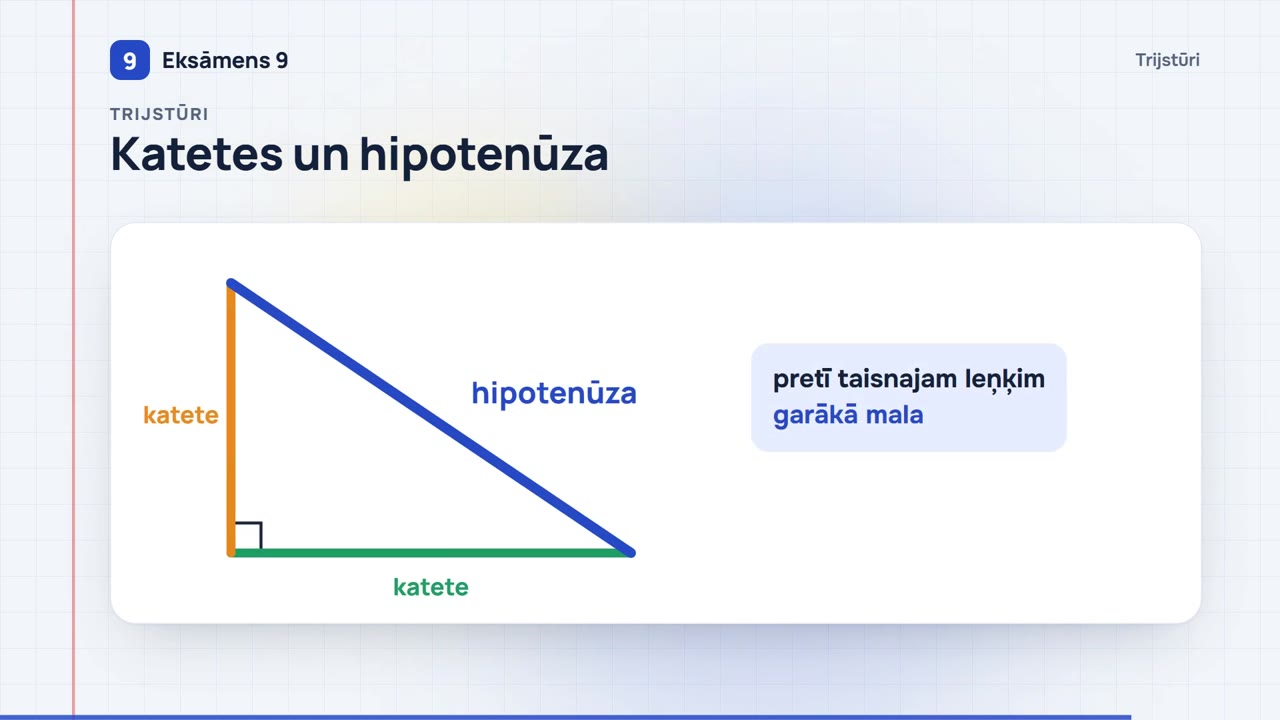 9 Eksāmens 9
Trijstūri
TRIJSTŪRI
Katetes un hipotenūza
katete
hipotenūza
katete
pretī taisnajam leņķim
garākā mala